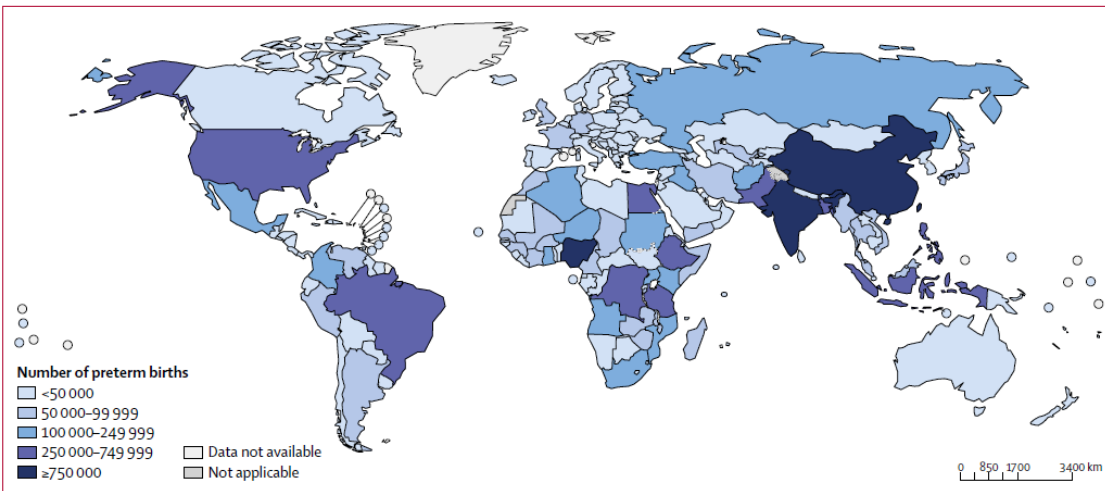 Number of preterm births
<50 000
50 000–99 999
100 000–249 999
250 000–749 999
≥750 000
Data not available
Not applicable
0 850 1700 3400 km